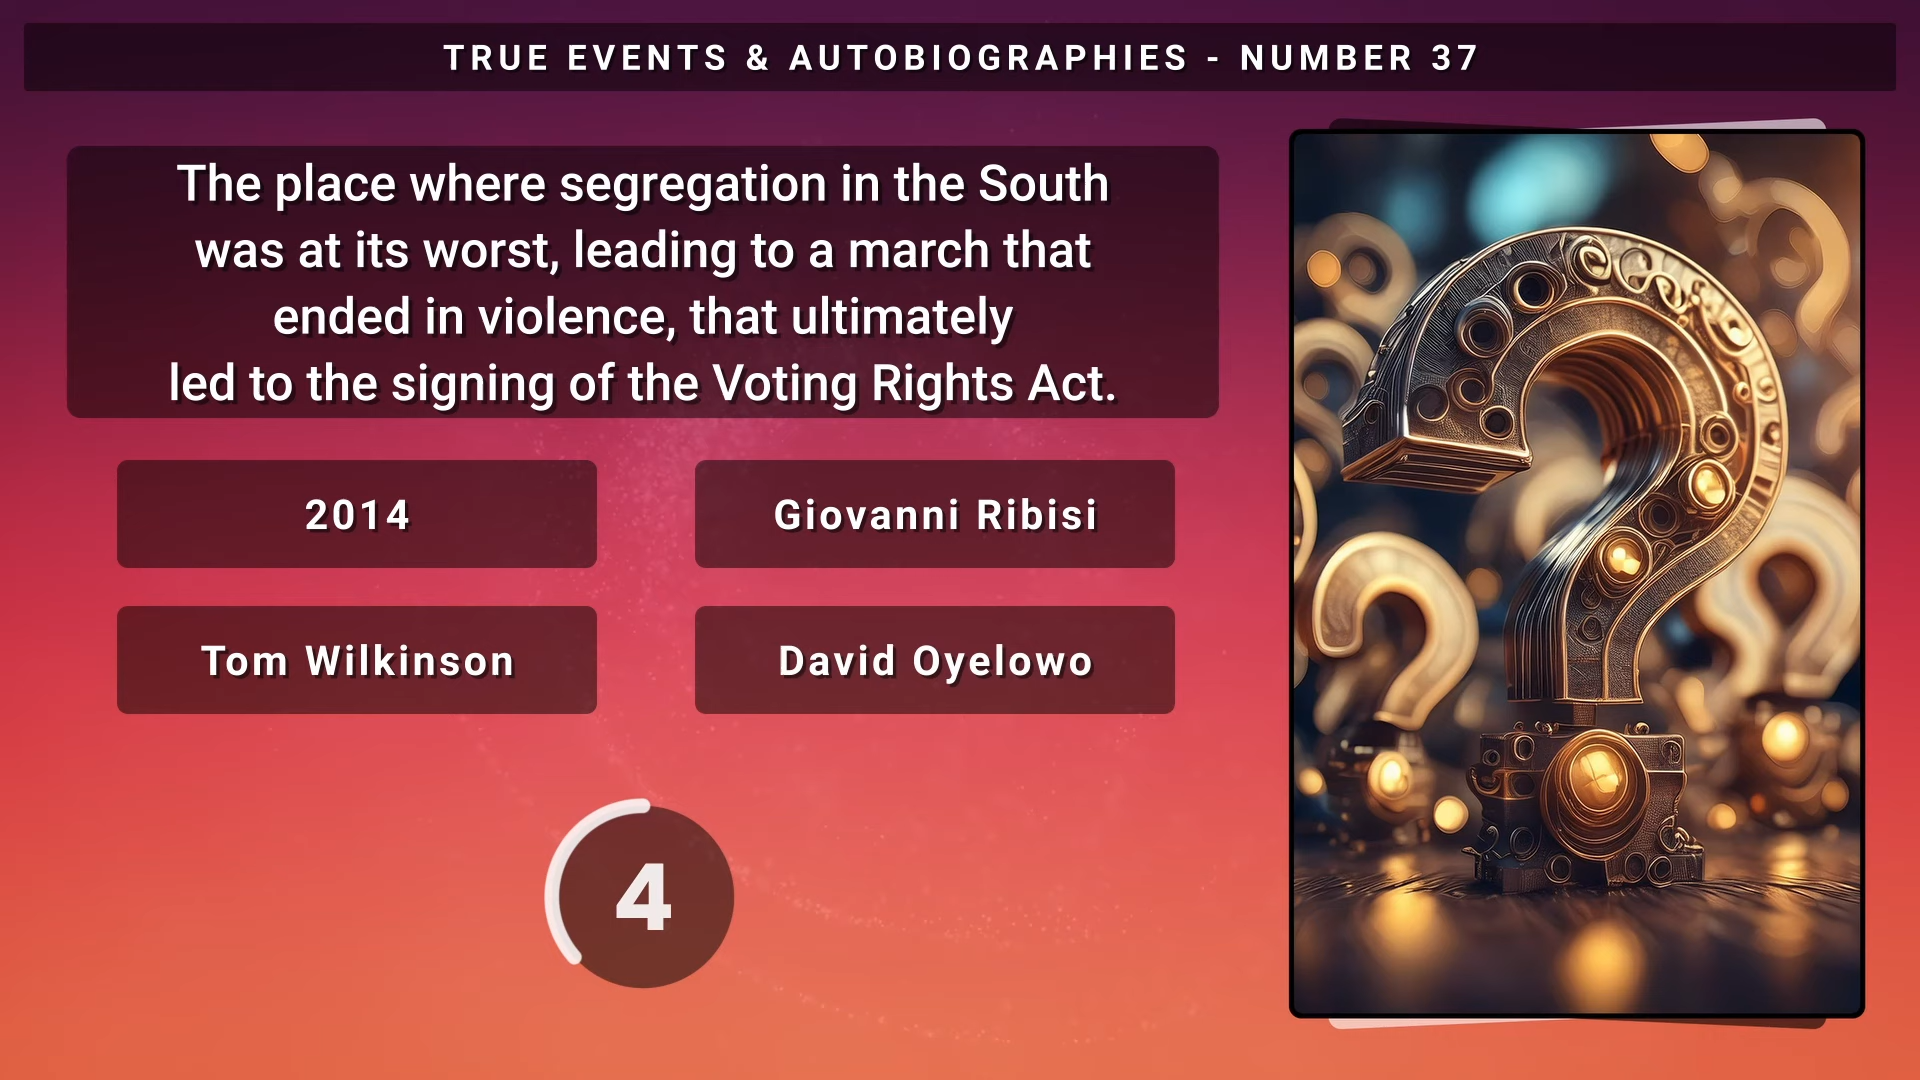 TRUE EVENTS & AUTOBIOGRAPHIES - NUMBER 37
The place where segregation in the South
was at its worst, leading to a march that
ended in violence, that ultimately
led to the signing of the Voting Rights Act.
2014
Giovanni Ribisi
Tom Wilkinson
David Oyelowo
4